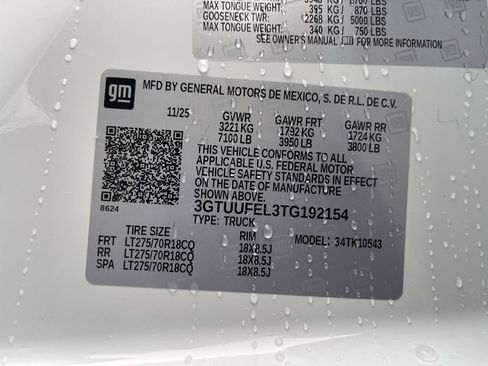 MAX TONGUE WT:
395 KG / 870 LBS
GOOSENECK TWR:
2268 KG / 5000 LBS
MAX TONGUE WT:
340 KG / 750 LBS
SEE OWNER'S MANUAL FOR MORE INFORMATION
gm
MFD BY GENERAL MOTORS DE MEXICO, S. DE R.L. DE C.V.
11/25 GVWR GAWR FRT GAWR RR
3221 KG 1792 KG 1724 KG
7100 LB 3950 LB 3800 LB
THIS VEHICLE CONFORMS TO ALL
APPLICABLE U.S. FEDERAL MOTOR
VEHICLE SAFETY STANDARDS IN
EFFECT ON THE DATE OF MANUFACTURE
SHOWN ABOVE.
8624
3GTUUFEL3TG192154
TYPE: TRUCK
TIRE SIZE RIM MODEL: 34TK10543
FRT LT275/70R18CQ 18X8.5J
RR LT275/70R18CQ 18X8.5J
SPA LT275/70R18CQ 18X8.5J